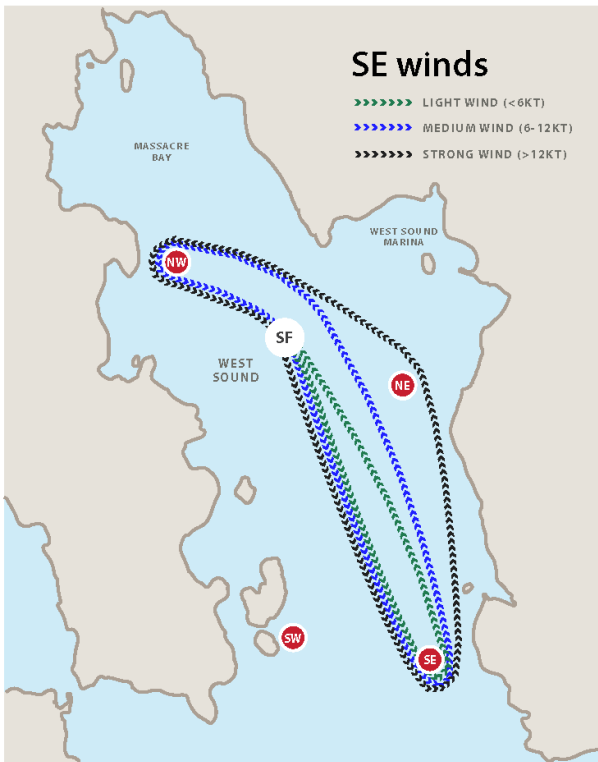 SE winds
LIGHT WIND (<6KT)
MEDIUM WIND (6-12KT)
STRONG WIND (>12KT)
MASSACRE
BAY
WEST SOUND
MARINA
NW
SF
WEST
SOUND
NE
SW
SE